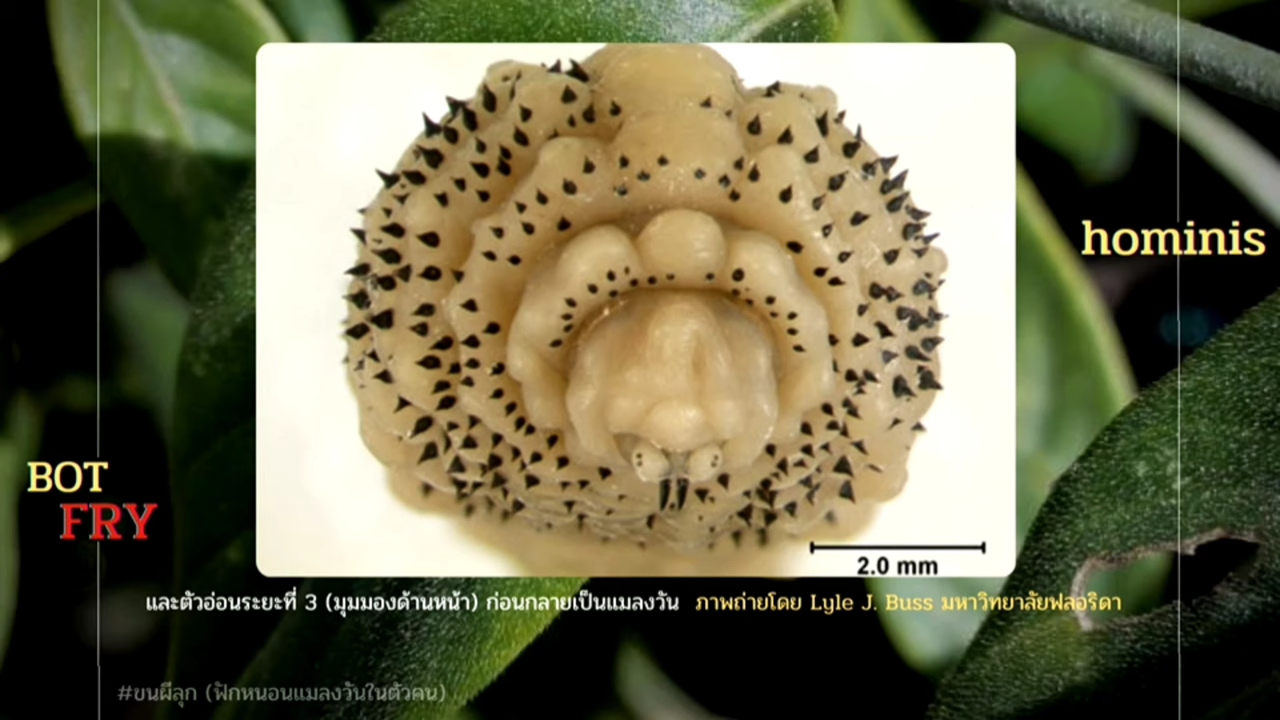 hominis
BOT
FRY
2.0 mm
และตัวอ่อนระยะที่ 3 (มุมมองด้านหน้า) ก่อนกลายเป็นแมลงวัน ภาพถ่ายโดย Lyle J. Buss มหาวิทยาลัยฟลอริดา
#ขนผีลุก (ฟักหนอนแมลงวันในตัวคน)